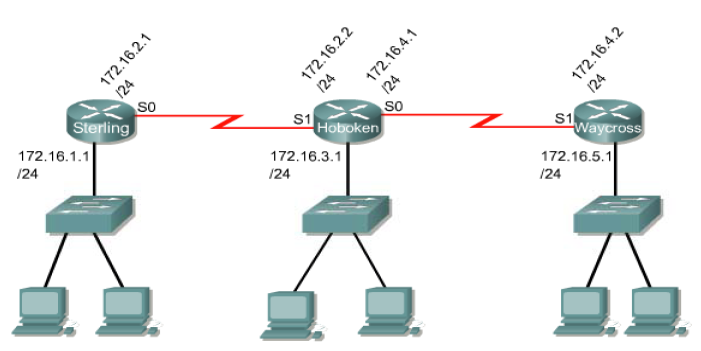 172.16.2.1
/24
172.16.2.2
/24
172.16.4.1
/24
172.16.4.2
/24
S0
S1
S0
S1
Sterling
Hoboken
Waycross
172.16.1.1
/24
172.16.3.1
/24
172.16.5.1
/24